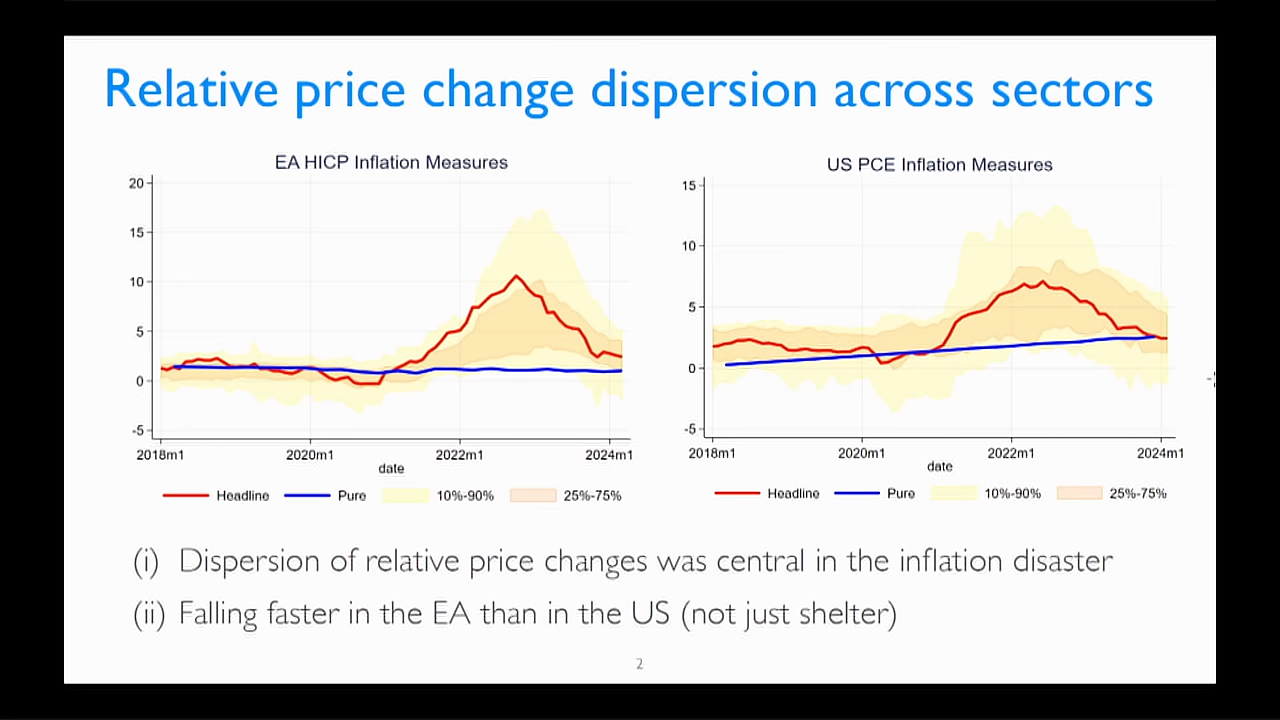 Relative price change dispersion across sectors
EA HICP Inflation Measures
20
15
10
5
0
-5
2018m1 2020m1 2022m1 2024m1
date
Headline Pure 10%-90% 25%-75%
US PCE Inflation Measures
15
10
5
0
-5
2018m1 2020m1 2022m1 2024m1
date
Headline Pure 10%-90% 25%-75%
(i) Dispersion of relative price changes was central in the inflation disaster
(ii) Falling faster in the EA than in the US (not just shelter)
2